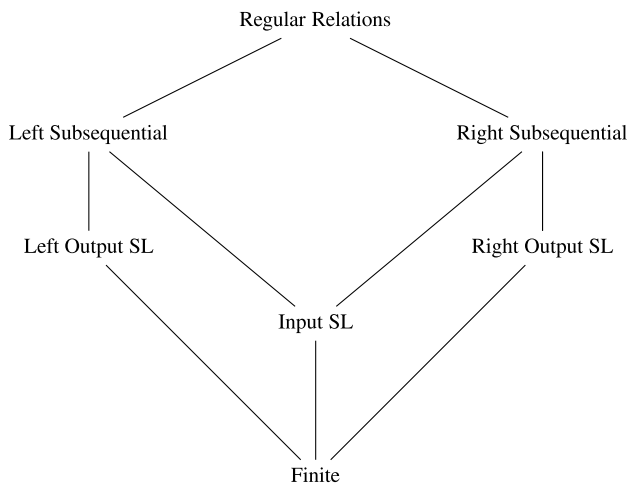 Regular Relations
Left Subsequential
Right Subsequential
Left Output SL
Right Output SL
Input SL
Finite